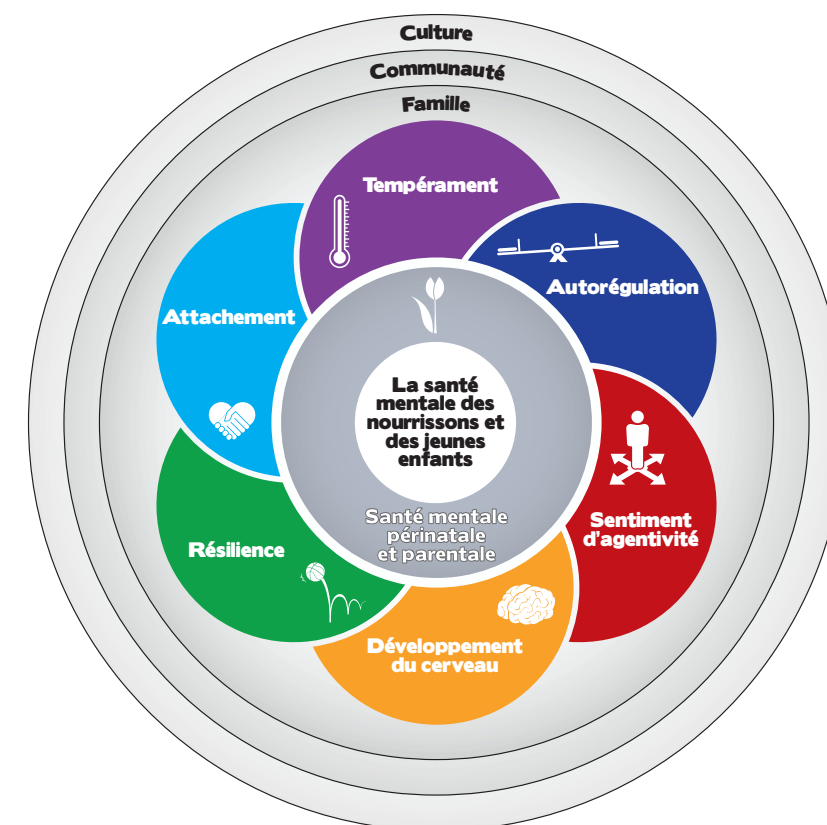 Culture
Communauté
Famille
Tempérament
Autorégulation
Attachement
La santé
mentale des
nourrissons et
des jeunes
enfants
Santé mentale
périnatale
et parentale
Sentiment
d'agentivité
Résilience
Développement
du cerveau